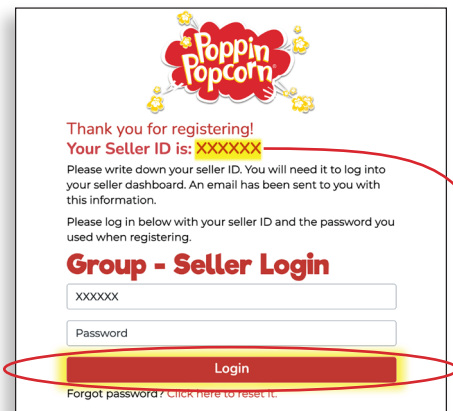 Poppin
Popcorn
Thank you for registering!
Your Seller ID is: XXXXXX
Please write down your seller ID. You will need it to log into
your seller dashboard. An email has been sent to you with
this information.
Please log in below with your seller ID and the password you
used when registering.
Group - Seller Login
XXXXXX
Password
Login
Forgot password? Click here to reset it.